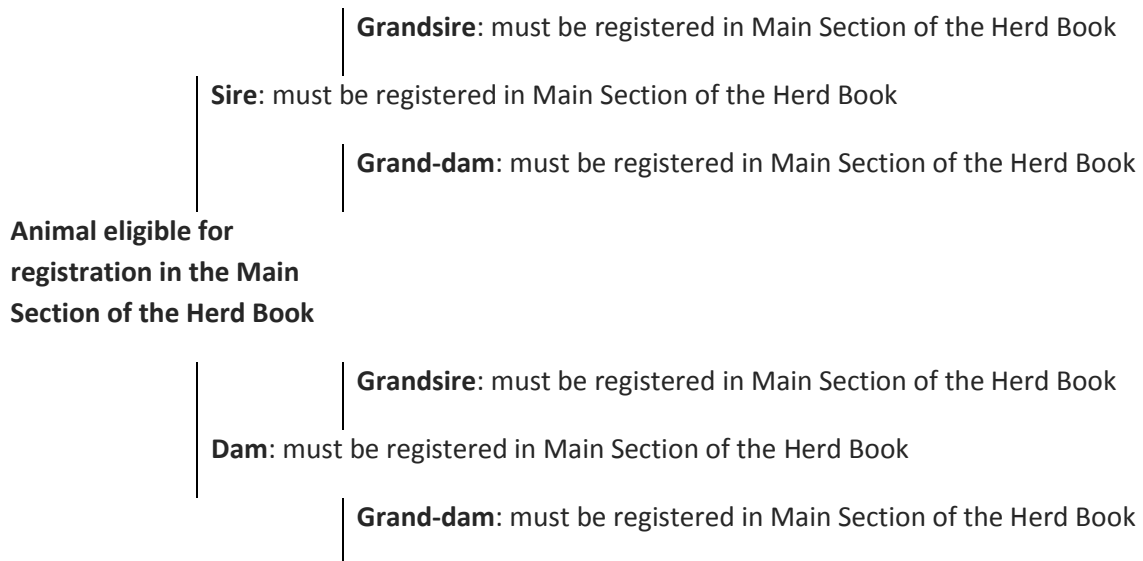 Grandsire: must be registered in Main Section of the Herd Book
Sire: must be registered in Main Section of the Herd Book
Grand-dam: must be registered in Main Section of the Herd Book
Animal eligible for
registration in the Main
Section of the Herd Book
Grandsire: must be registered in Main Section of the Herd Book
Dam: must be registered in Main Section of the Herd Book
Grand-dam: must be registered in Main Section of the Herd Book